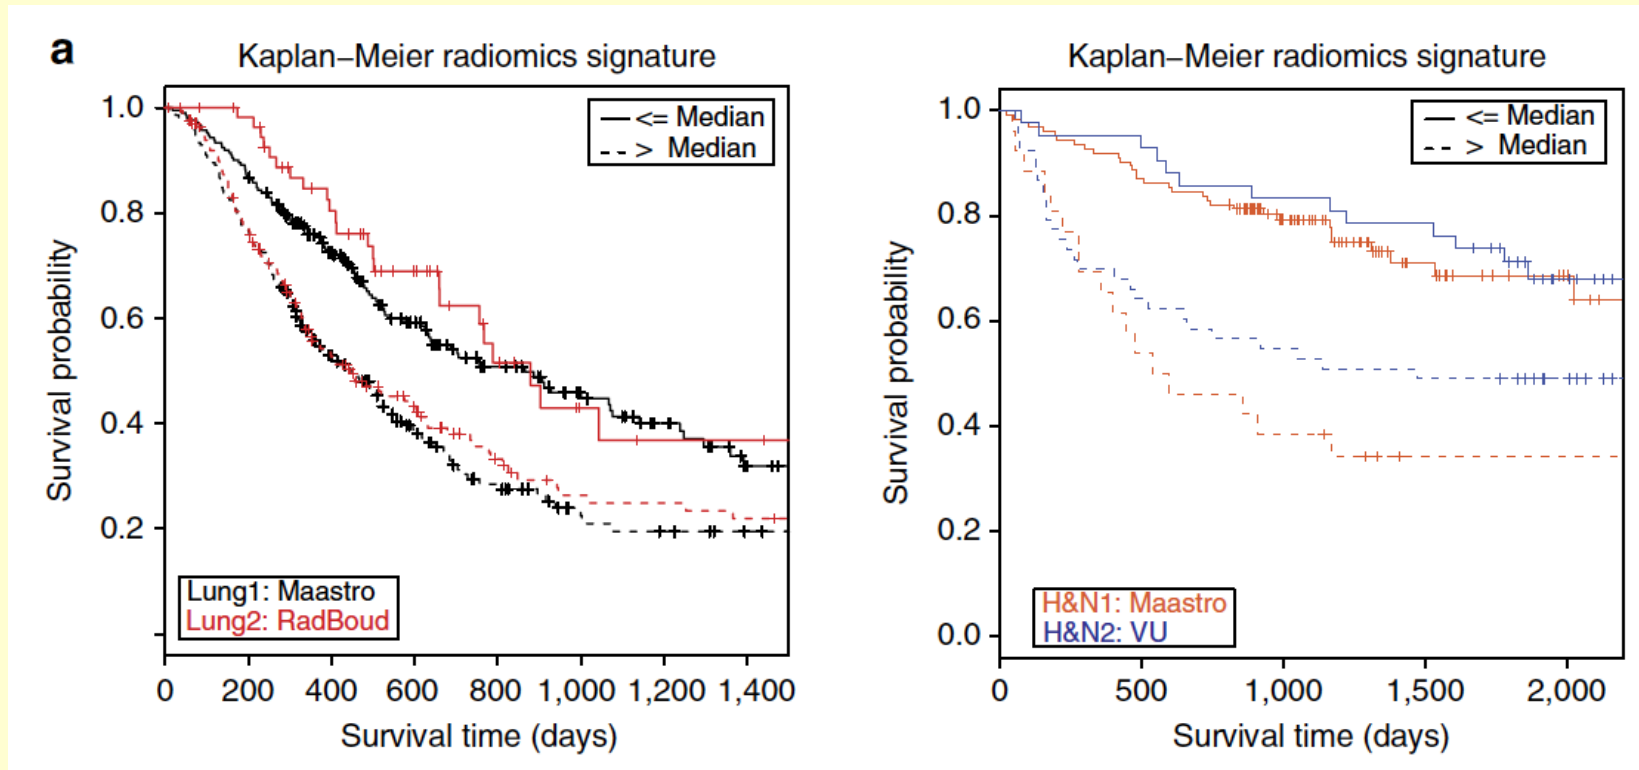 a
Kaplan–Meier radiomics signature
<= Median
> Median
Survival probability
1.0
0.8
0.6
0.4
0.2
Lung1: Maastro
Lung2: RadBoud
0 200 400 600 800 1,000 1,200 1,400
Survival time (days)
Kaplan–Meier radiomics signature
<= Median
> Median
Survival probability
1.0
0.8
0.6
0.4
0.2
0.0
H&N1: Maastro
H&N2: VU
0 500 1,000 1,500 2,000
Survival time (days)